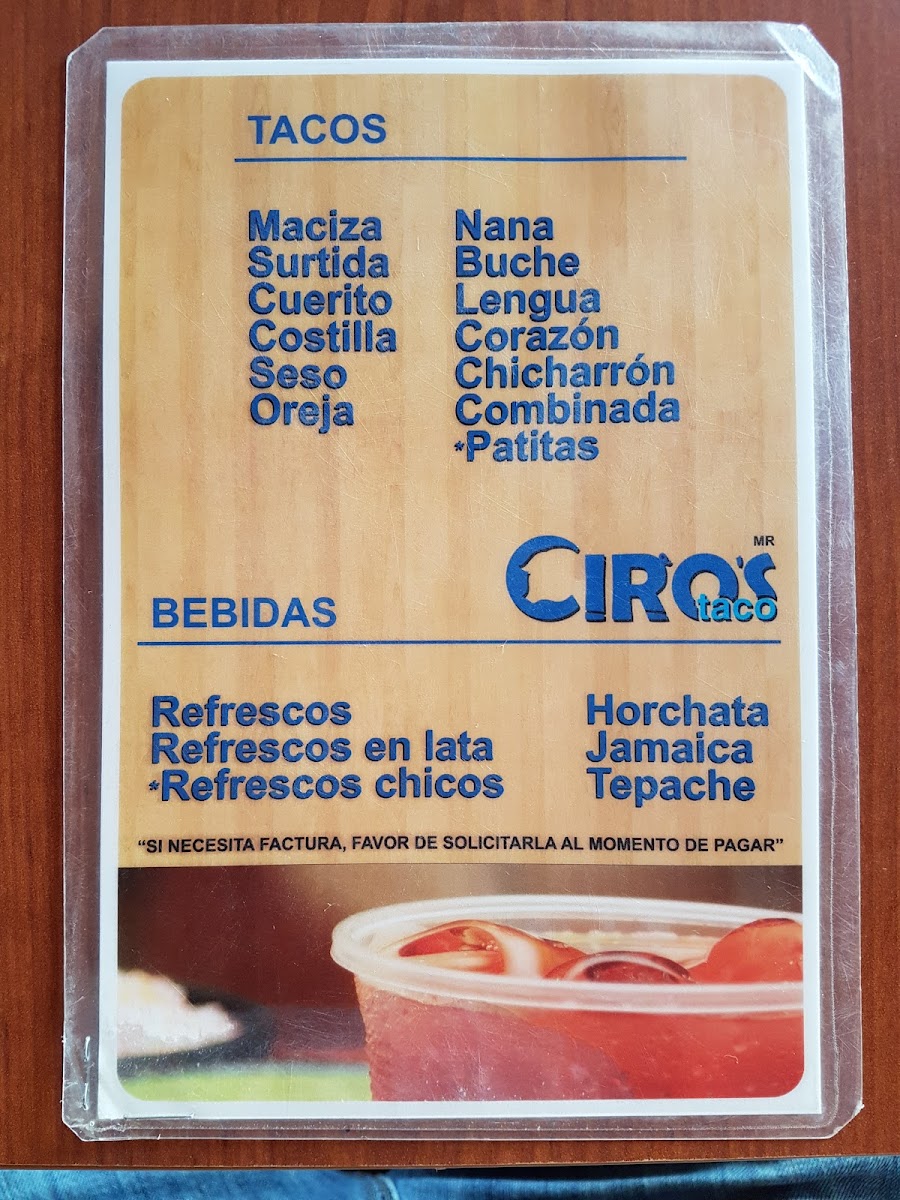 TACOS
Maciza
Surtida
Cuerito
Costilla
Seso
Oreja
Nana
Buche
Lengua
Corazón
Chicharrón
Combinada
*Patitas
MR
CIRO'S
taco
BEBIDAS
Refrescos
Refrescos en lata
*Refrescos chicos
Horchata
Jamaica
Tepache
“SI NECESITA FACTURA, FAVOR DE SOLICITARLA AL MOMENTO DE PAGAR”